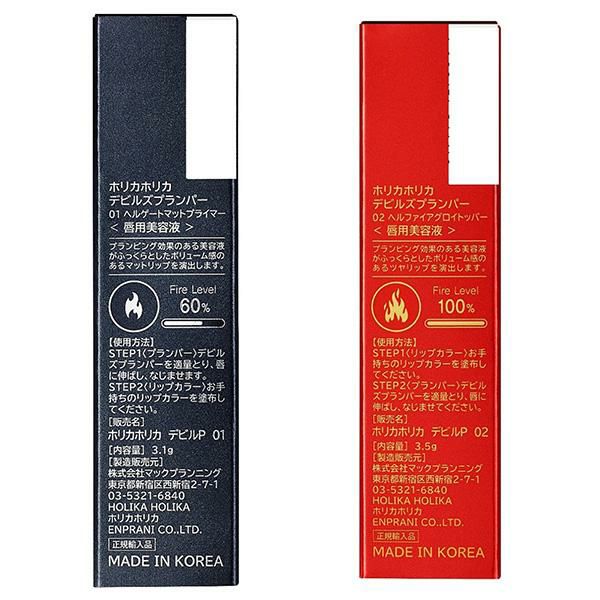 ホリカホリカ
デビルズプランパー
01 ヘルゲートマットプライマー
< 唇用美容液 >
プランピング効果のある美容液
がふっくらとしたボリューム感の
あるマットリップを演出します。
Fire Level
60%
【使用方法】
STEP1〈プランパー〉デビル
ズプランパーを適量とり、唇
に伸ばし、なじませます。
STEP2〈リップカラー〉お手
持ちのリップカラーを塗布し
てください。
[販売名]
ホリカホリカ デビルP 01
[内容量] 3.1g
[製造販売元]
株式会社マックプランニング
東京都新宿区西新宿2-7-1
03-5321-6840
HOLIKA HOLIKA
ホリカホリカ
ENPRANI CO.,LTD.
正規輸入品
MADE IN KOREA
ホリカホリカ
デビルズプランパー
02 ヘルファイアグロイトッパー
< 唇用美容液 >
プランピング効果のある美容液
がふっくらとしたボリューム感の
あるツヤリップを演出します。
Fire Level
100%
【使用方法】
STEP1〈リップカラー〉お手
持ちのリップカラーを塗布し
てください。
STEP2〈プランパー〉デビル
ズプランパーを適量とり、唇
に伸ばし、なじませてください。
[販売名]
ホリカホリカ デビルP 02
[内容量] 3.5g
[製造販売元]
株式会社マックプランニング
東京都新宿区西新宿2-7-1
03-5321-6840
HOLIKA HOLIKA
ホリカホリカ
ENPRANI CO.,LTD.
正規輸入品
MADE IN KOREA